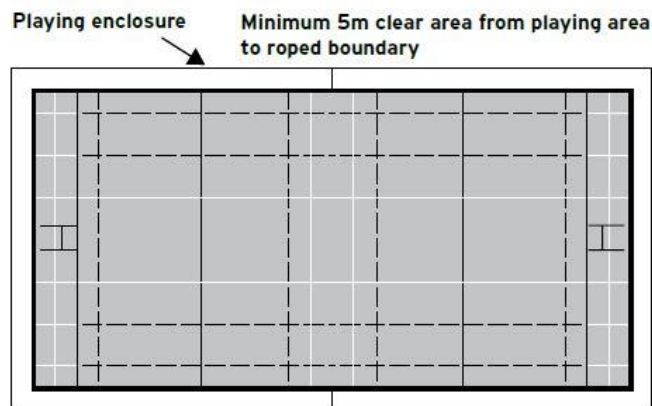 Playing enclosure
Minimum 5m clear area from playing area
to roped boundary